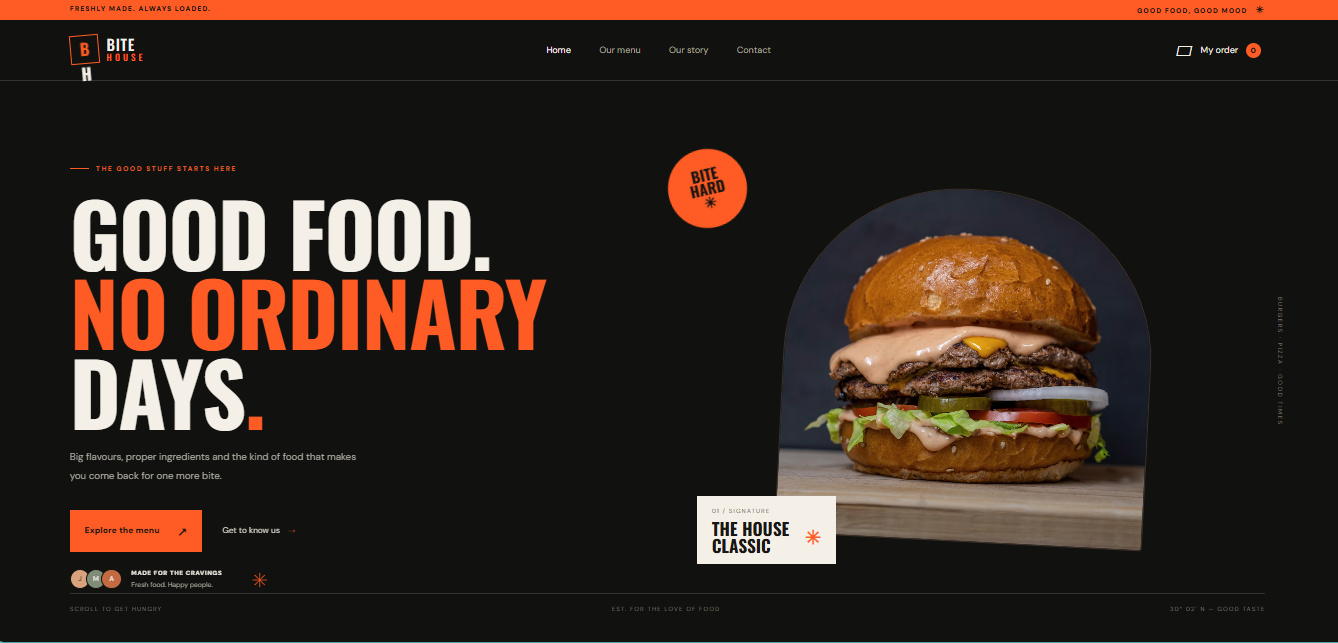 FRESHLY MADE. ALWAYS LOADED.
GOOD FOOD, GOOD MOOD
B
H
BITE
HOUSE
Home
Our menu
Our story
Contact
My order
0
THE GOOD STUFF STARTS HERE
GOOD FOOD.
NO ORDINARY
DAYS.
Big flavours, proper ingredients and the kind of food that makes
you come back for one more bite.
Explore the menu ↗
Get to know us →
J
M
A
MADE FOR THE CRAVINGS
Fresh food. Happy people.
BITE
HARD
01 / SIGNATURE
THE HOUSE
CLASSIC
BURGERS · PIZZA · GOOD TIMES
SCROLL TO GET HUNGRY
EST. FOR THE LOVE OF FOOD
30° 03' N — GOOD TASTE